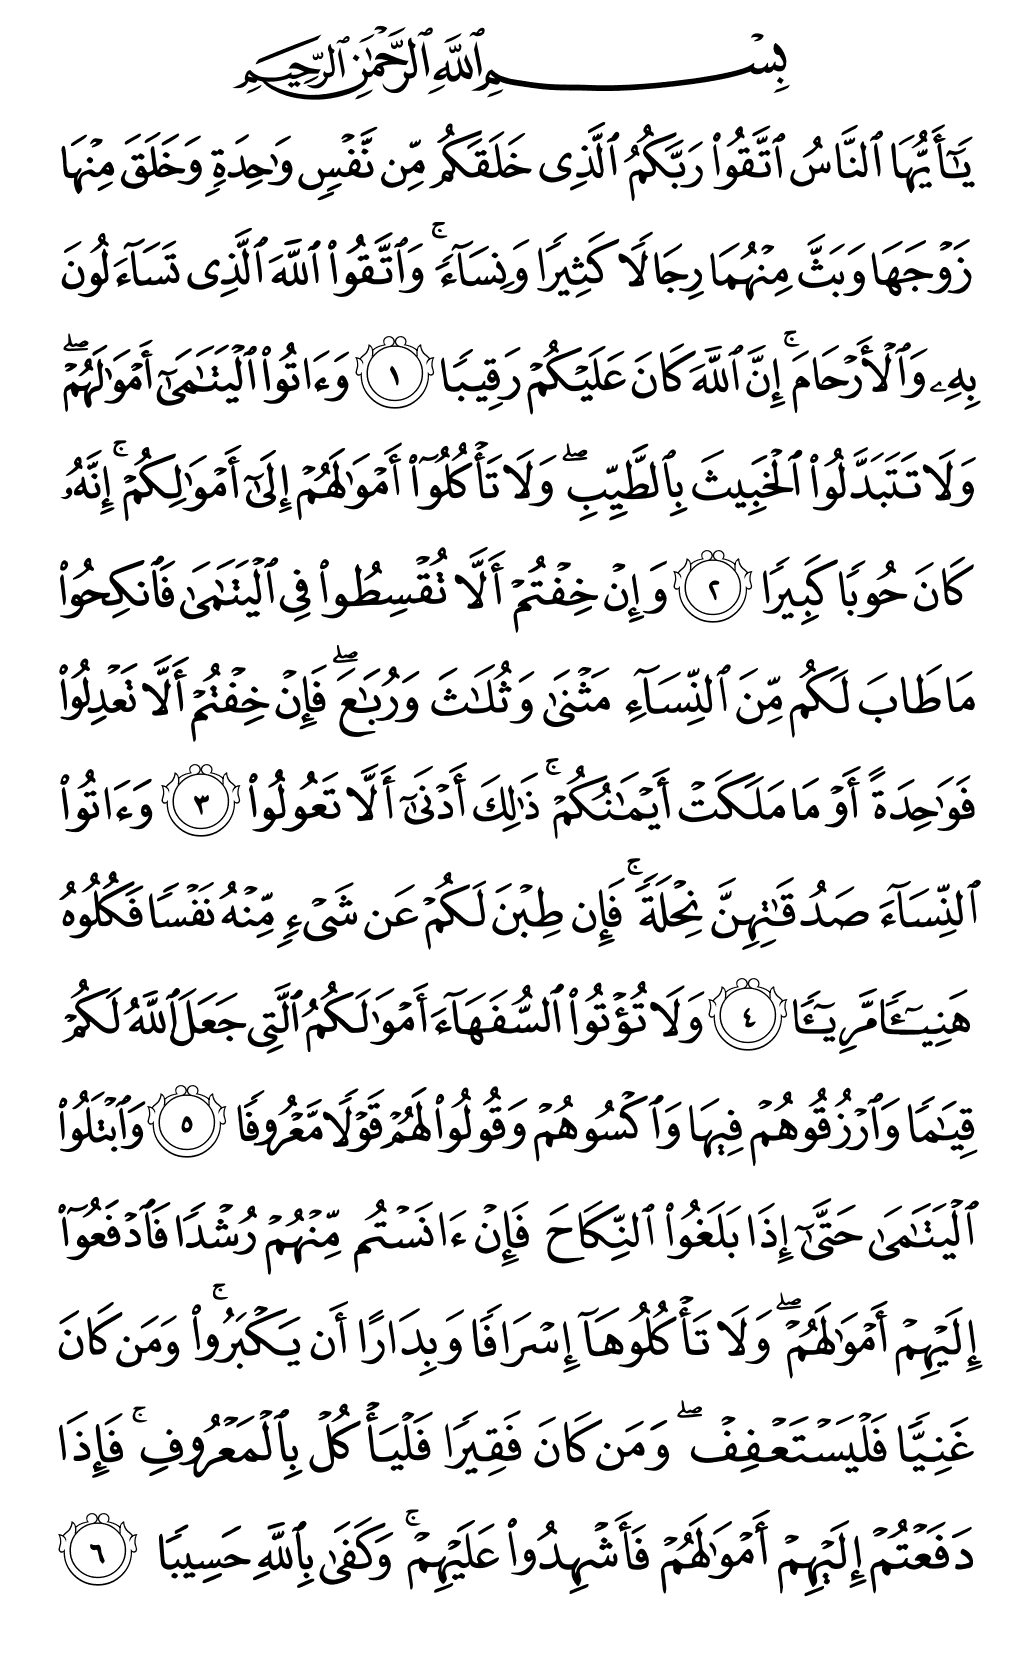 بِسۡمِ ٱللَّهِ ٱلرَّحۡمَٰنِ ٱلرَّحِيمِ
يَٰٓأَيُّهَا ٱلنَّاسُ ٱتَّقُواْ رَبَّكُمُ ٱلَّذِى خَلَقَكُم مِّن نَّفۡسٍ وَٰحِدَةٍ وَخَلَقَ مِنۡهَا
زَوۡجَهَا وَبَثَّ مِنۡهُمَا رِجَالًا كَثِيرًا وَنِسَآءً ۚ وَٱتَّقُواْ ٱللَّهَ ٱلَّذِى تَسَآءَلُونَ
بِهِۦ وَٱلۡأَرۡحَامَ ۚ إِنَّ ٱللَّهَ كَانَ عَلَيۡكُمۡ رَقِيبًا ١ وَءَاتُواْ ٱلۡيَتَٰمَىٰٓ أَمۡوَٰلَهُمۡ ۖ
وَلَا تَتَبَدَّلُواْ ٱلۡخَبِيثَ بِٱلطَّيِّبِ ۖ وَلَا تَأۡكُلُوٓاْ أَمۡوَٰلَهُمۡ إِلَىٰٓ أَمۡوَٰلِكُمۡ ۚ إِنَّهُۥ
كَانَ حُوبًا كَبِيرًا ٢ وَإِنۡ خِفۡتُمۡ أَلَّا تُقۡسِطُواْ فِى ٱلۡيَتَٰمَىٰ فَٱنكِحُواْ
مَا طَابَ لَكُم مِّنَ ٱلنِّسَآءِ مَثۡنَىٰ وَثُلَٰثَ وَرُبَٰعَ ۖ فَإِنۡ خِفۡتُمۡ أَلَّا تَعۡدِلُواْ
فَوَٰحِدَةً أَوۡ مَا مَلَكَتۡ أَيۡمَٰنُكُمۡ ۚ ذَٰلِكَ أَدۡنَىٰٓ أَلَّا تَعُولُواْ ٣ وَءَاتُواْ
ٱلنِّسَآءَ صَدُقَٰتِهِنَّ نِحۡلَةً ۚ فَإِن طِبۡنَ لَكُمۡ عَن شَىۡءٍ مِّنۡهُ نَفۡسًا فَكُلُوهُ
هَنِيٓـًٔا مَّرِيٓـًٔا ٤ وَلَا تُؤۡتُواْ ٱلسُّفَهَآءَ أَمۡوَٰلَكُمُ ٱلَّتِى جَعَلَ ٱللَّهُ لَكُمۡ
قِيَٰمًا وَٱرۡزُقُوهُمۡ فِيهَا وَٱكۡسُوهُمۡ وَقُولُواْ لَهُمۡ قَوۡلًا مَّعۡرُوفًا ٥ وَٱبۡتَلُواْ
ٱلۡيَتَٰمَىٰ حَتَّىٰٓ إِذَا بَلَغُواْ ٱلنِّكَاحَ فَإِنۡ ءَانَسۡتُم مِّنۡهُمۡ رُشۡدًا فَٱدۡفَعُوٓاْ
إِلَيۡهِمۡ أَمۡوَٰلَهُمۡ ۖ وَلَا تَأۡكُلُوهَآ إِسۡرَافًا وَبِدَارًا أَن يَكۡبَرُواْ ۚ وَمَن كَانَ
غَنِيًّا فَلۡيَسۡتَعۡفِفۡ ۖ وَمَن كَانَ فَقِيرًا فَلۡيَأۡكُلۡ بِٱلۡمَعۡرُوفِ ۚ فَإِذَا
دَفَعۡتُمۡ إِلَيۡهِمۡ أَمۡوَٰلَهُمۡ فَأَشۡهِدُواْ عَلَيۡهِمۡ ۚ وَكَفَىٰ بِٱللَّهِ حَسِيبًا ٦